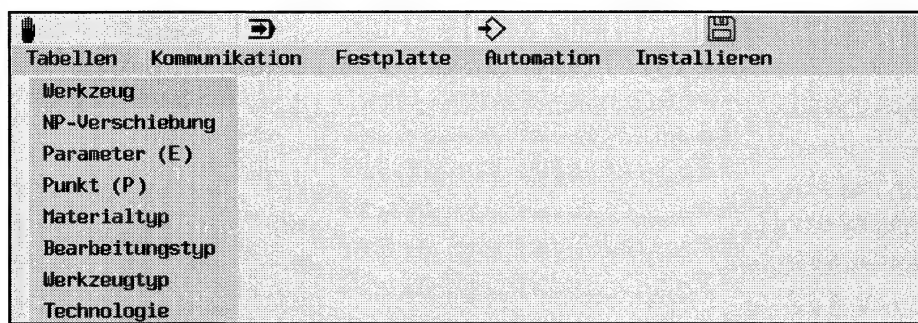 Tabellen Kommunikation Festplatte Automation Installieren
Werkzeug
NP-Verschiebung
Parameter (E)
Punkt (P)
Materialtyp
Bearbeitungstyp
Werkzeugtyp
Technologie